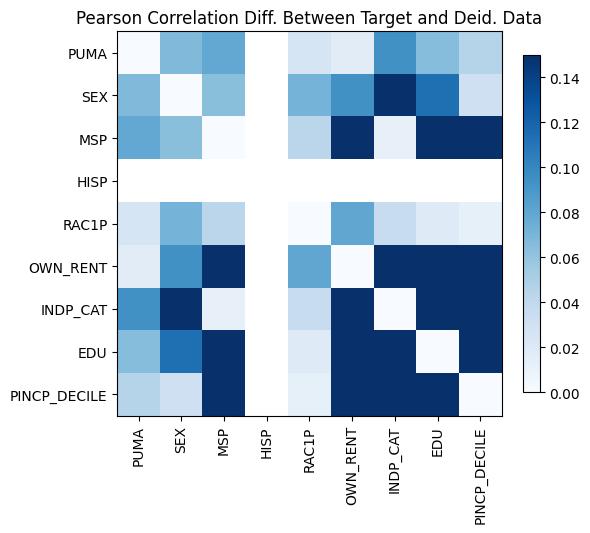 Pearson Correlation Diff. Between Target and Deid. Data
PUMA
SEX
MSP
HISP
RAC1P
OWN_RENT
INDP_CAT
EDU
PINCP_DECILE
PUMA
SEX
MSP
HISP
RAC1P
OWN_RENT
INDP_CAT
EDU
PINCP_DECILE
0.14
0.12
0.10
0.08
0.06
0.04
0.02
0.00